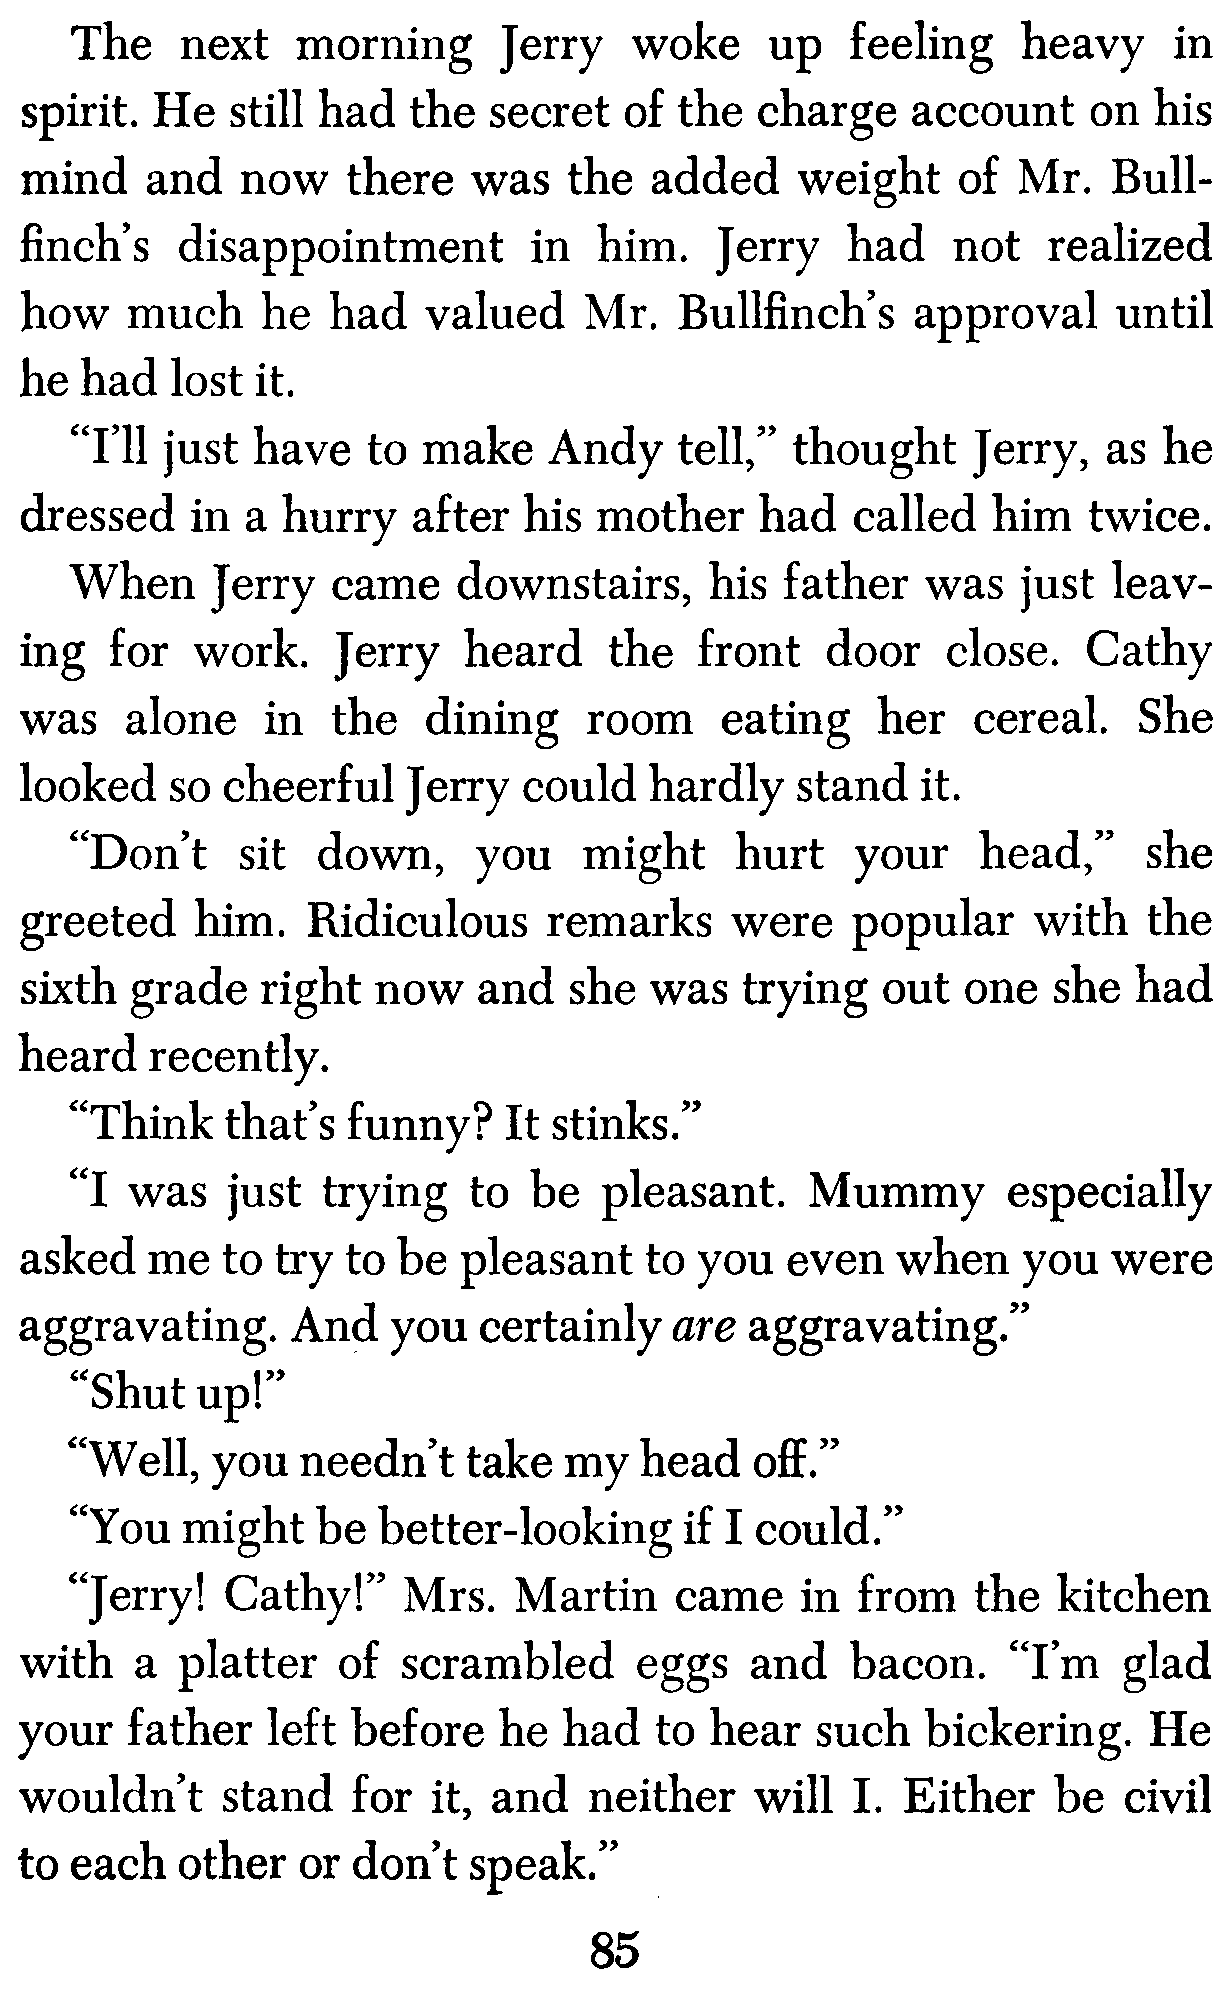 The next morning Jerry woke up feeling heavy in
spirit. He still had the secret of the charge account on his
mind and now there was the added weight of Mr. Bull-
finch's disappointment in him. Jerry had not realized
how much he had valued Mr. Bullfinch's approval until
he had lost it.
“I'll just have to make Andy tell,” thought Jerry, as he
dressed in a hurry after his mother had called him twice.
When Jerry came downstairs, his father was just leav-
ing for work. Jerry heard the front door close. Cathy
was alone in the dining room eating her cereal. She
looked so cheerful Jerry could hardly stand it.
“Don't sit down, you might hurt your head,” she
greeted him. Ridiculous remarks were popular with the
sixth grade right now and she was trying out one she had
heard recently.
“Think that's funny? It stinks.”
“I was just trying to be pleasant. Mummy especially
asked me to try to be pleasant to you even when you were
aggravating. And you certainly are aggravating.”
“Shut up!”
“Well, you needn't take my head off.”
“You might be better-looking if I could.”
“Jerry! Cathy!” Mrs. Martin came in from the kitchen
with a platter of scrambled eggs and bacon. “I'm glad
your father left before he had to hear such bickering. He
wouldn't stand for it, and neither will I. Either be civil
to each other or don't speak.”
85